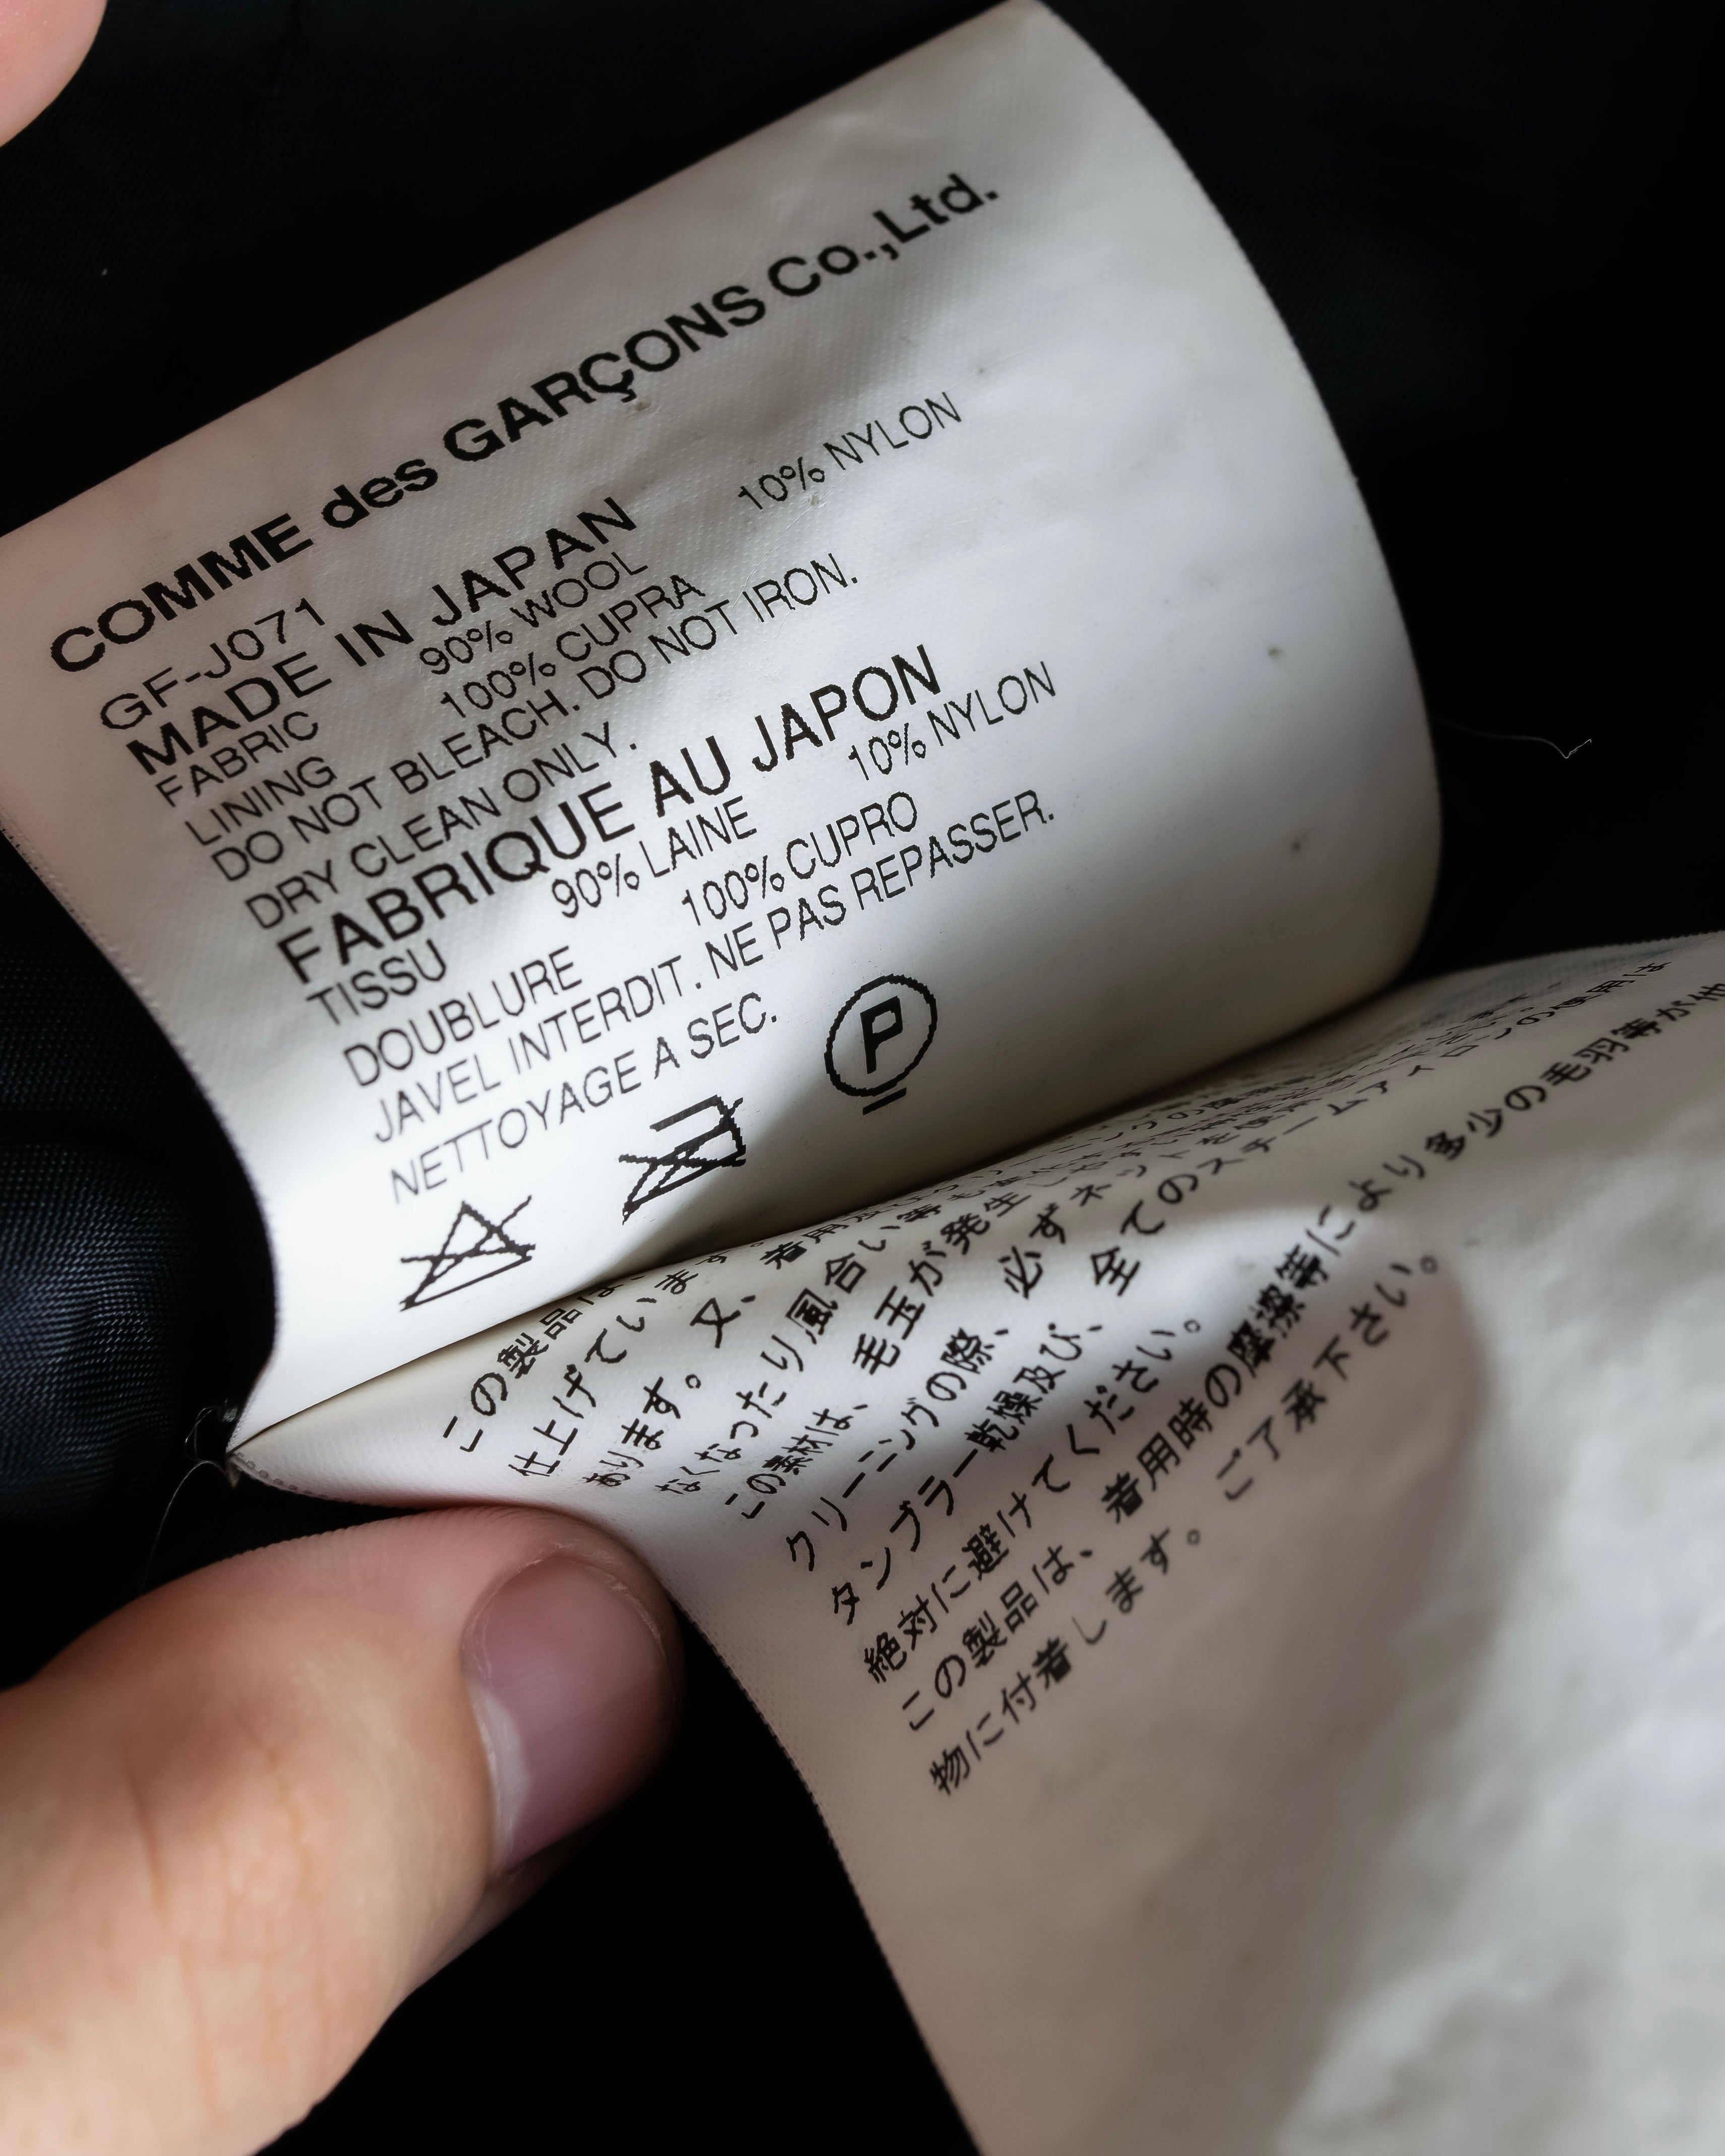 COMME des GARÇONS Co.,Ltd.
GF-J071
MADE IN JAPAN
FABRIC 90% WOOL 10% NYLON
LINING 100% CUPRA
DO NOT BLEACH. DO NOT IRON.
DRY CLEAN ONLY.
FABRIQUE AU JAPON
TISSU 90% LAINE 10% NYLON
DOUBLURE 100% CUPRO
JAVEL INTERDIT. NE PAS REPASSER.
NETTOYAGE A SEC.
P
この製品は、
仕上げています。
あります。又、着用
なくなったり風合い等
この素材は、毛玉が発生しやすい
クリーニングの際、必ずネットを
タンブラー乾燥及び、全てのスチームアイロンの使用は
絶対に避けてください。
この製品は、着用時の摩擦等により多少の毛羽等が他
物に付着します。ご了承下さい。